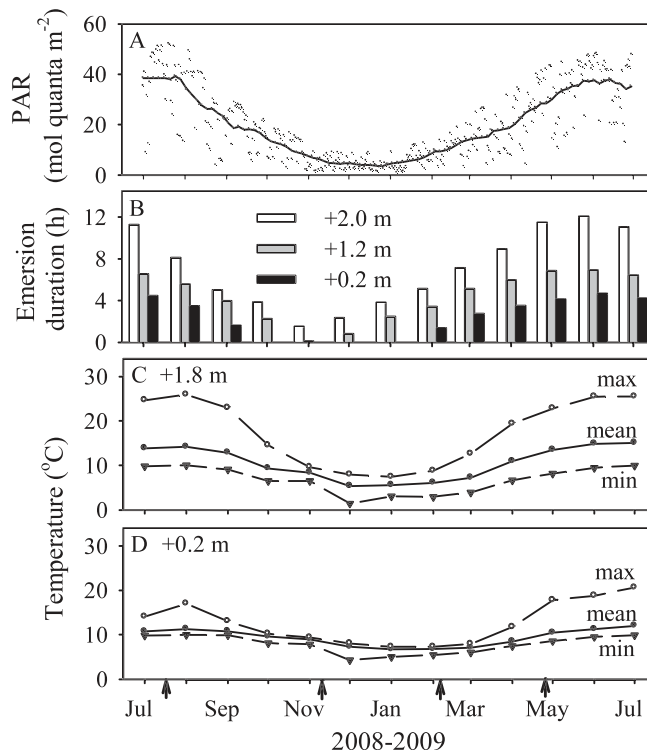 A
60
40
20
0
PAR
(mol quanta m-2)
B
12
8
4
0
Emersion
duration (h)
+2.0 m
+1.2 m
+0.2 m
C +1.8 m
30
20
10
0
max
mean
min
Temperature (oC)
D +0.2 m
30
20
10
0
max
mean
min
Jul Sep Nov Jan Mar May Jul
2008-2009